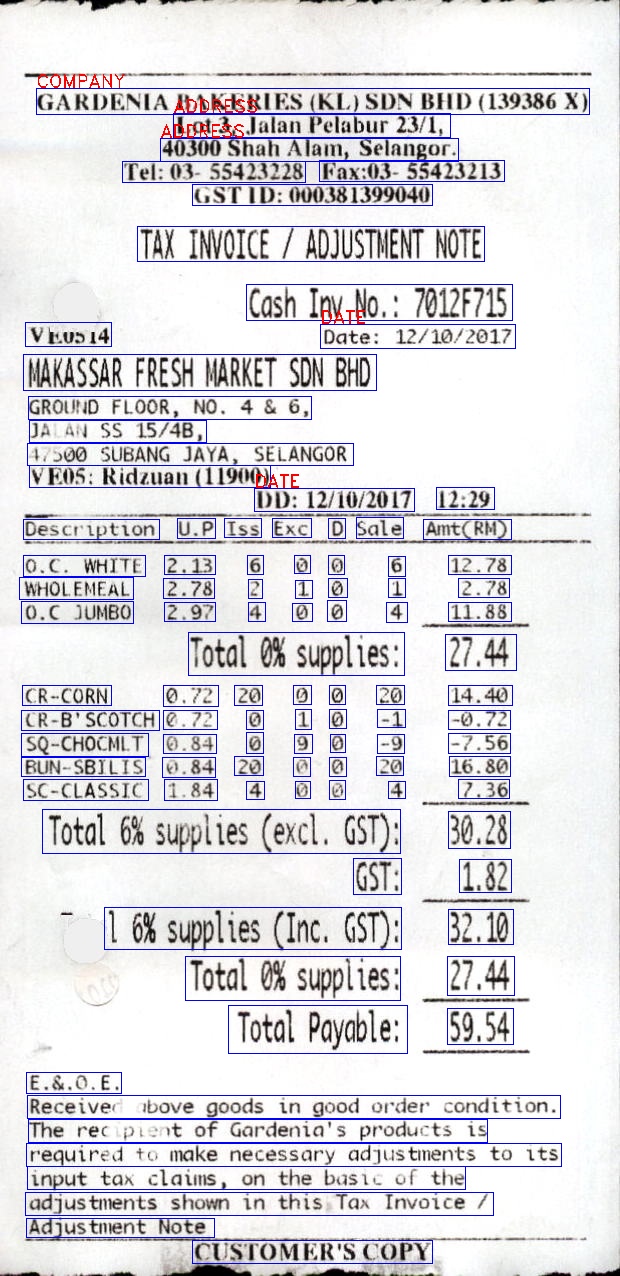 COMPANY
GARDENIA BAKERIES (KL) SDN BHD (139386 X)
ADDRESS
Lot 3, Jalan Pelabur 23/1,
ADDRESS
40300 Shah Alam, Selangor.
Tel: 03- 55423228 Fax:03- 55423213
GST ID: 000381399040
TAX INVOICE / ADJUSTMENT NOTE
Cash Inv No.: 7012F715
DATE
VE0514 Date: 12/10/2017
MAKASSAR FRESH MARKET SDN BHD
GROUND FLOOR, NO. 4 & 6,
JALAN SS 15/4B,
47500 SUBANG JAYA, SELANGOR
VE05: Ridzuan (11900)
DATE
DD: 12/10/2017 12:29
Description U.P Iss Exc D Sale Amt(RM)
O.C. WHITE 2.13 6 0 0 6 12.78
WHOLEMEAL 2.78 2 1 0 1 2.78
O.C JUMBO 2.97 4 0 0 4 11.88
Total 0% supplies: 27.44
CR-CORN 0.72 20 0 0 20 14.40
CR-B'SCOTCH 0.72 0 1 0 -1 -0.72
SQ-CHOCMLT 0.84 0 9 0 -9 -7.56
BUN-SBILIS 0.84 20 0 0 20 16.80
SC-CLASSIC 1.84 4 0 0 4 7.36
Total 6% supplies (excl. GST): 30.28
GST: 1.82
l 6% supplies (Inc. GST): 32.10
Total 0% supplies: 27.44
Total Payable: 59.54
E.&.O.E.
Received above goods in good order condition.
The recipient of Gardenia's products is
required to make necessary adjustments to its
input tax claims, on the basic of the
adjustments shown in this Tax Invoice /
Adjustment Note
CUSTOMER'S COPY